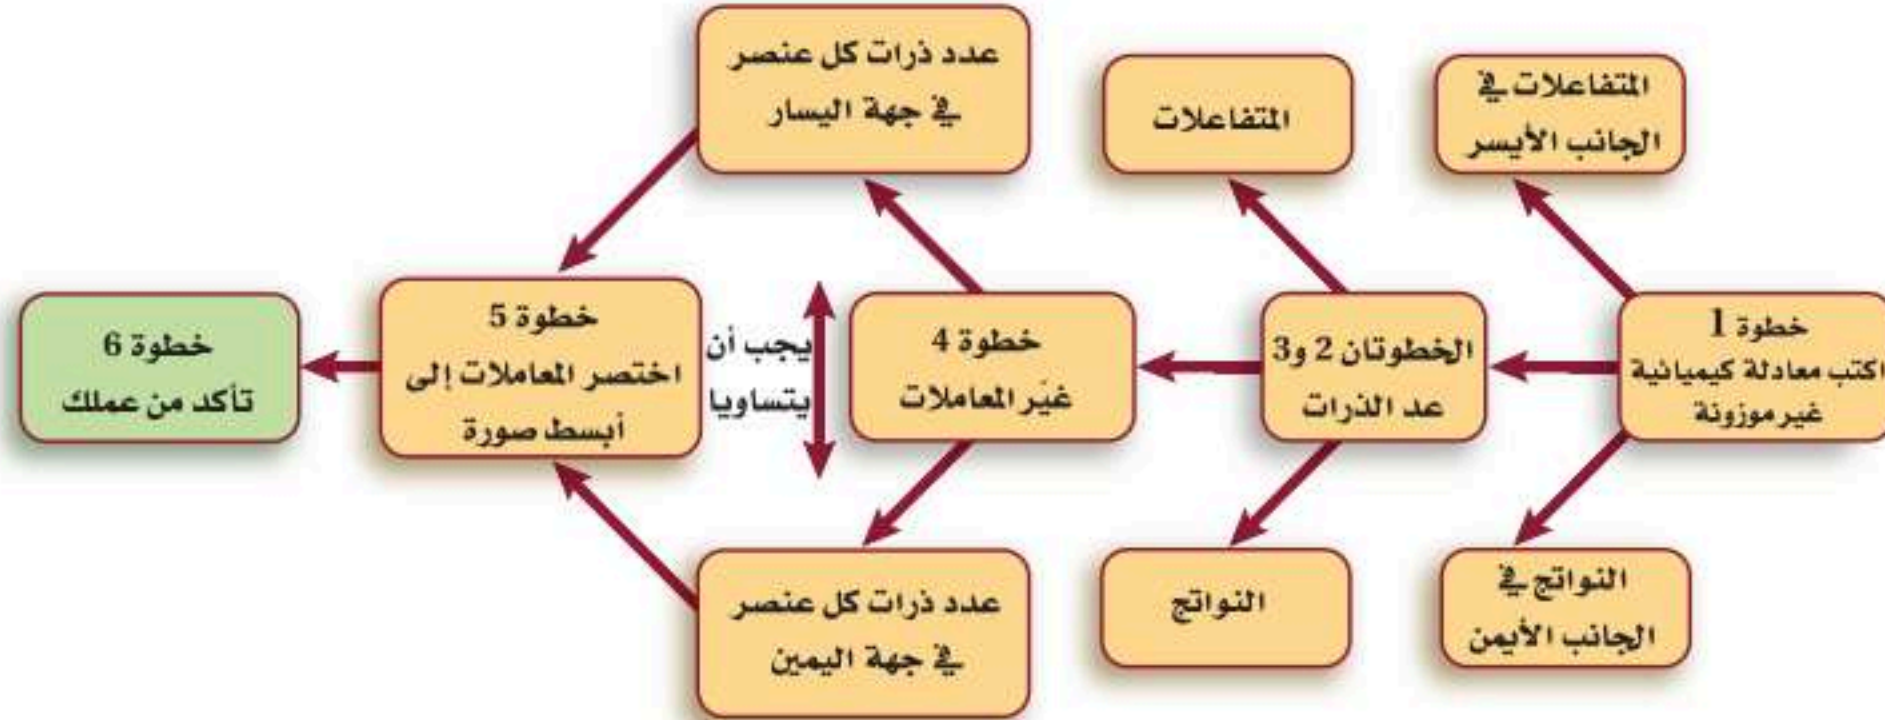 المتفاعلات في
الجانب الأيسر
خطوة 1
اكتب معادلة كيميائية
غير موزونة
النواتج في
الجانب الأيمن
المتفاعلات
الخطوتان 2 و3
عد الذرات
النواتج
عدد ذرات كل عنصر
في جهة اليسار
خطوة 4
غيّر المعاملات
يجب أن
يتساويا
عدد ذرات كل عنصر
في جهة اليمين
خطوة 5
اختصر المعاملات إلى
أبسط صورة
خطوة 6
تأكد من عملك